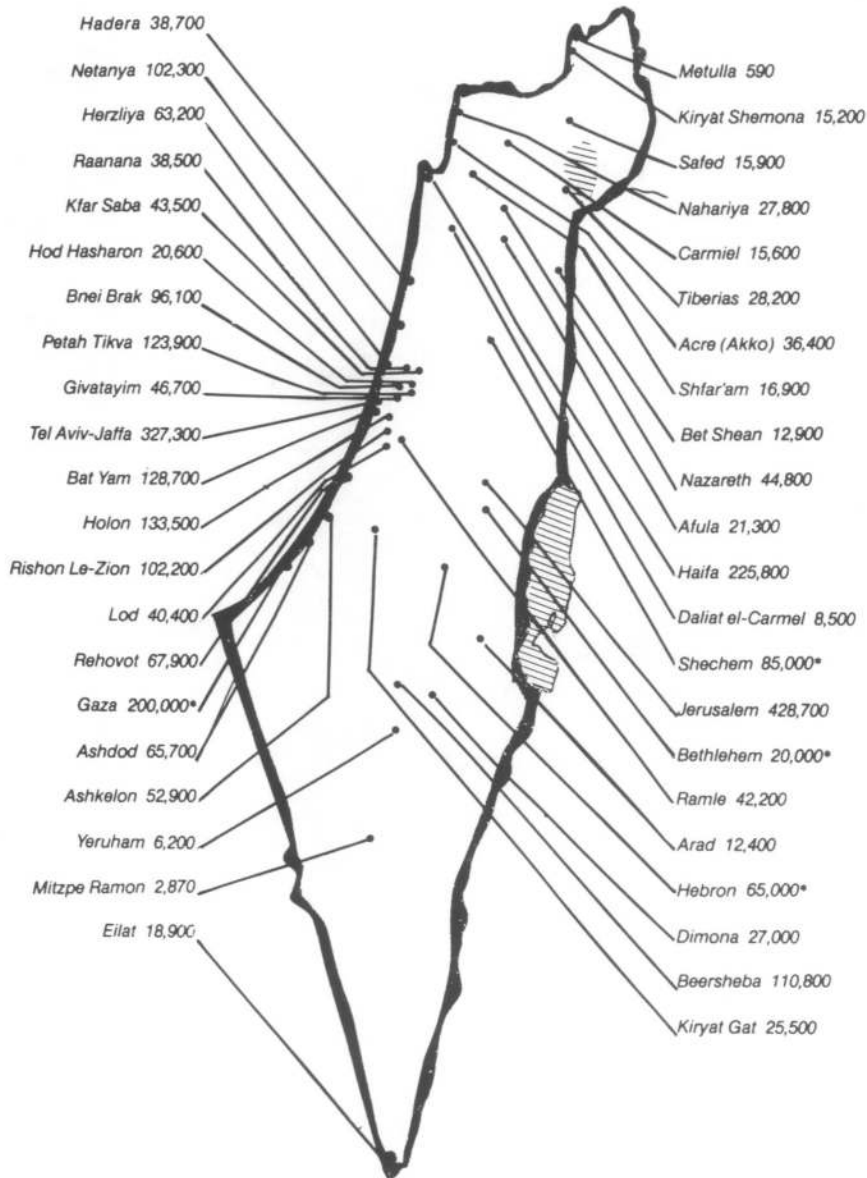 Hadera 38,700
Netanya 102,300
Herzliya 63,200
Raanana 38,500
Kfar Saba 43,500
Hod Hasharon 20,600
Bnei Brak 96,100
Petah Tikva 123,900
Givatayim 46,700
Tel Aviv-Jaffa 327,300
Bat Yam 128,700
Holon 133,500
Rishon Le-Zion 102,200
Lod 40,400
Rehovot 67,900
Gaza 200,000*
Ashdod 65,700
Ashkelon 52,900
Yeruham 6,200
Mitzpe Ramon 2,870
Eilat 18,900
Metulla 590
Kiryat Shemona 15,200
Safed 15,900
Nahariya 27,800
Carmiel 15,600
Tiberias 28,200
Acre (Akko) 36,400
Shfar'am 16,900
Bet Shean 12,900
Nazareth 44,800
Afula 21,300
Haifa 225,800
Daliat el-Carmel 8,500
Shechem 85,000*
Jerusalem 428,700
Bethlehem 20,000*
Ramle 42,200
Arad 12,400
Hebron 65,000*
Dimona 27,000
Beersheba 110,800
Kiryat Gat 25,500